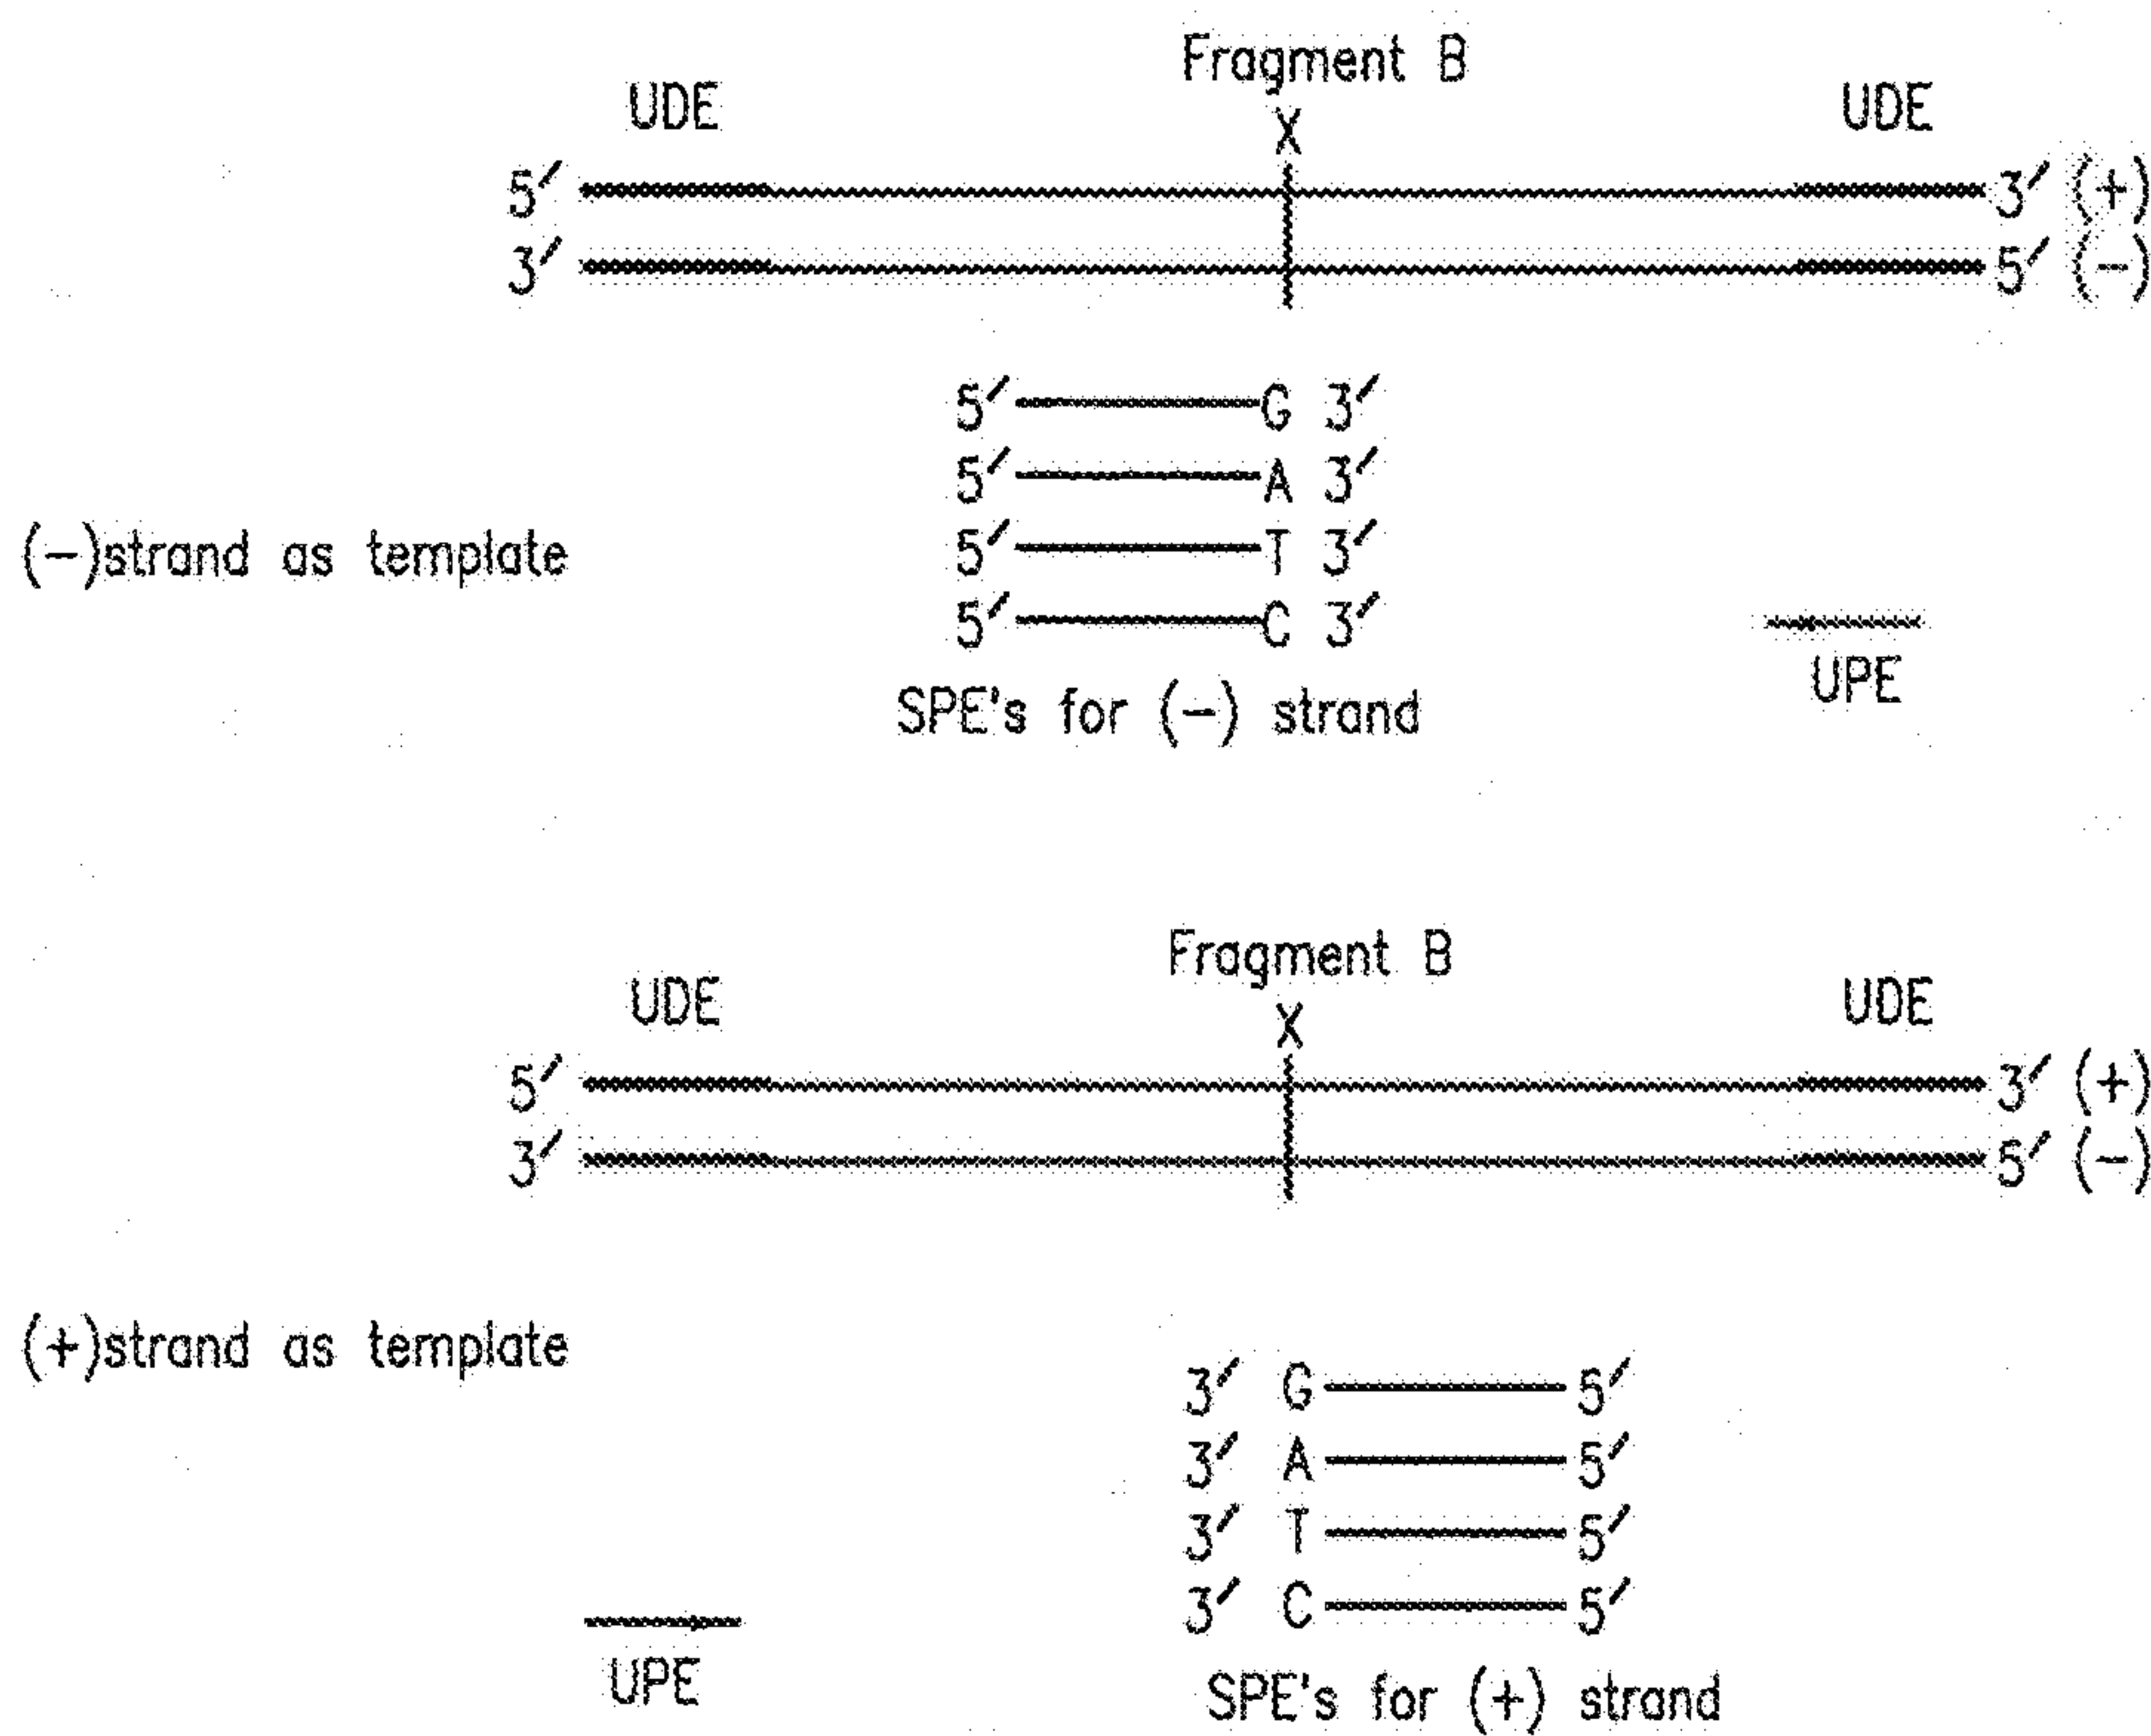 Fragment B
UDE X UDE
5′ 3′ (+)
3′ 5′ (−)
5′ G 3′
5′ A 3′
(−)strand as template
5′ T 3′
5′ C 3′
UPE
SPE's for (−) strand
Fragment B
UDE X UDE
5′ 3′ (+)
3′ 5′ (−)
(+)strand as template
3′ G 5′
3′ A 5′
3′ T 5′
3′ C 5′
UPE
SPE's for (+) strand